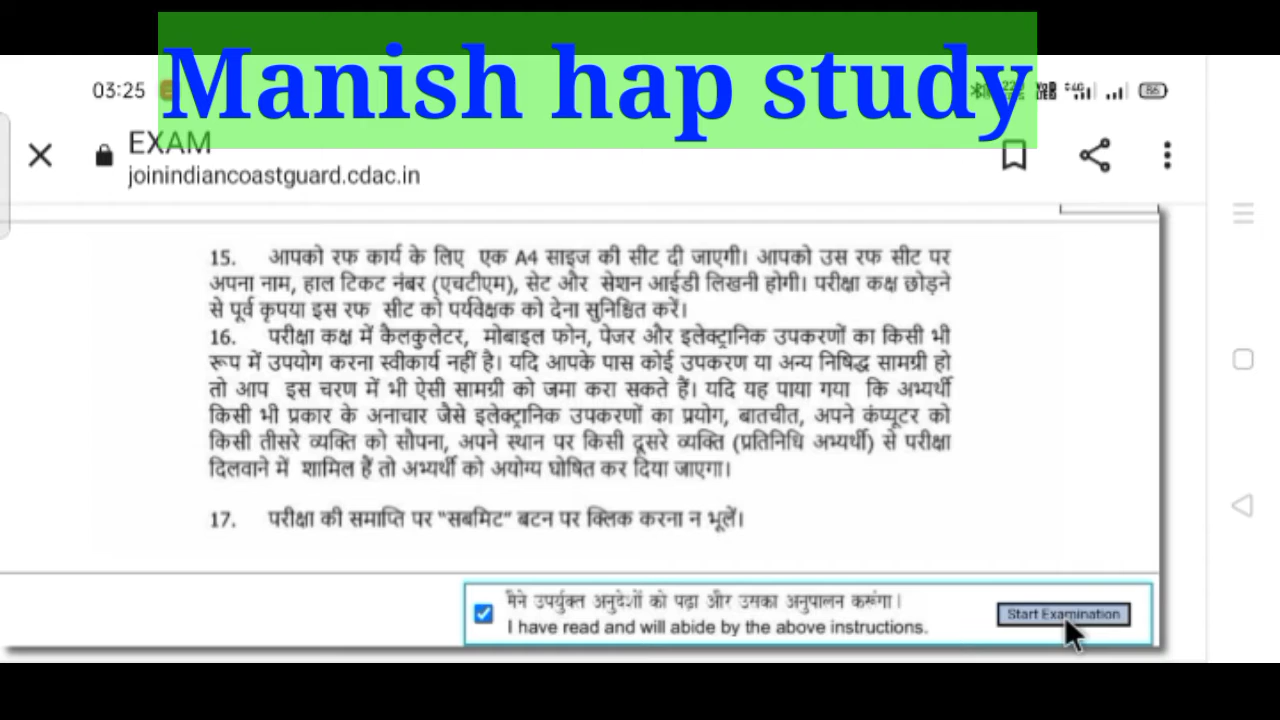 Manish hap study
03:25
86
EXAM
joinindiancoastguard.cdac.in
15. आपको रफ कार्य के लिए एक A4 साइज की सीट दी जाएगी। आपको उस रफ सीट पर
अपना नाम, हाल टिकट नंबर (एचटीएम), सेट और सेशन आईडी लिखनी होगी। परीक्षा कक्ष छोड़ने
से पूर्व कृपया इस रफ सीट को पर्यवेक्षक को देना सुनिश्चित करें।
16. परीक्षा कक्ष में कैलकुलेटर, मोबाइल फोन, पेजर और इलेक्ट्रानिक उपकरणों का किसी भी
रूप में उपयोग करना स्वीकार्य नहीं है। यदि आपके पास कोई उपकरण या अन्य निषिद्ध सामग्री हो
तो आप इस चरण में भी ऐसी सामग्री को जमा करा सकते हैं। यदि यह पाया गया कि अभ्यर्थी
किसी भी प्रकार के अनाचार जैसे इलेक्ट्रानिक उपकरणों का प्रयोग, बातचीत, अपने कंप्यूटर को
किसी तीसरे व्यक्ति को सौपना, अपने स्थान पर किसी दूसरे व्यक्ति (प्रतिनिधि अभ्यर्थी) से परीक्षा
दिलवाने में शामिल हैं तो अभ्यर्थी को अयोग्य घोषित कर दिया जाएगा।
17. परीक्षा की समाप्ति पर "सबमिट" बटन पर क्लिक करना न भूलें।
मैने उपर्युक्त अनुदेशों को पढ़ा और उसका अनुपालन करूंगा।
I have read and will abide by the above instructions.
Start Examination